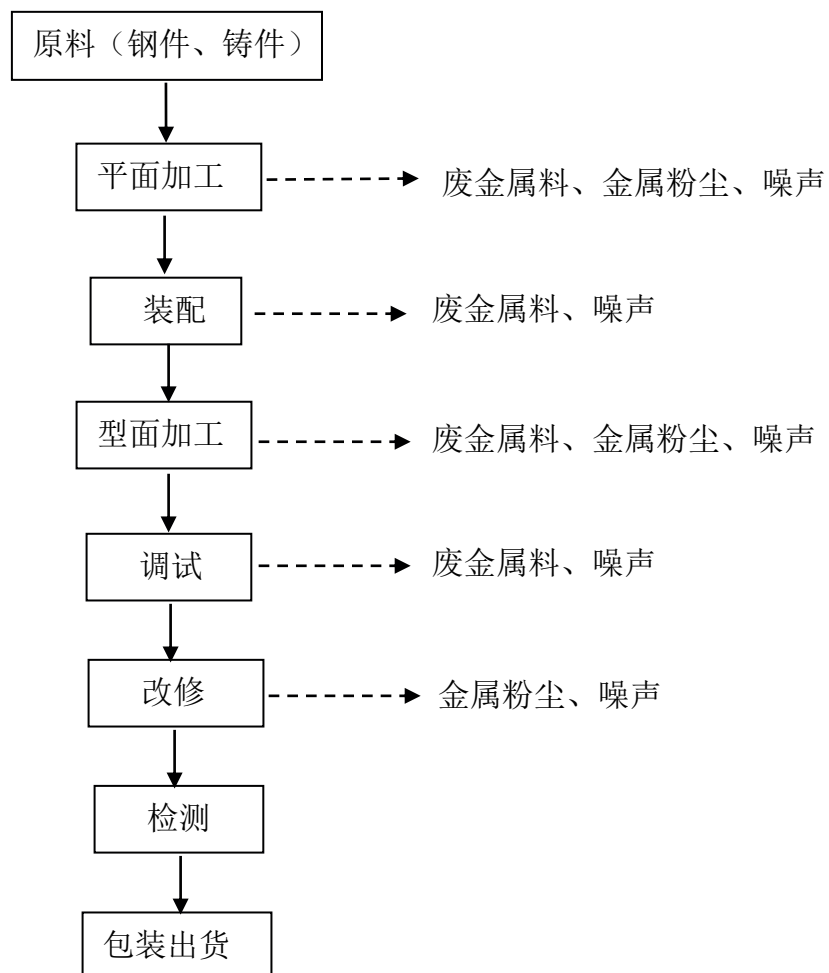 原料（钢件、铸件）
平面加工
废金属料、金属粉尘、噪声
装配
废金属料、噪声
型面加工
废金属料、金属粉尘、噪声
调试
废金属料、噪声
改修
金属粉尘、噪声
检测
包装出货